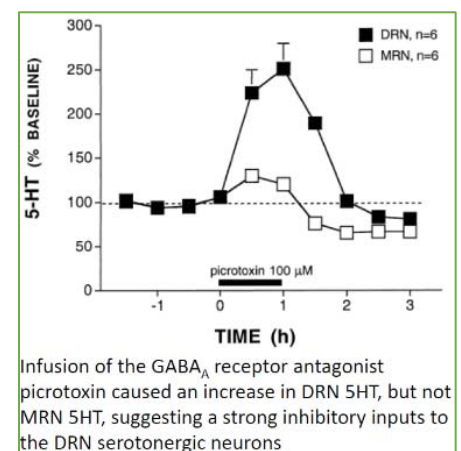 300
250
200
150
100
50
0
5-HT (% BASELINE)
DRN, n=6
MRN, n=6
picrotoxin 100 μM
-1
0
1
2
3
TIME (h)
Infusion of the GABA_A receptor antagonist
picrotoxin caused an increase in DRN 5HT, but not
MRN 5HT, suggesting a strong inhibitory inputs to
the DRN serotonergic neurons